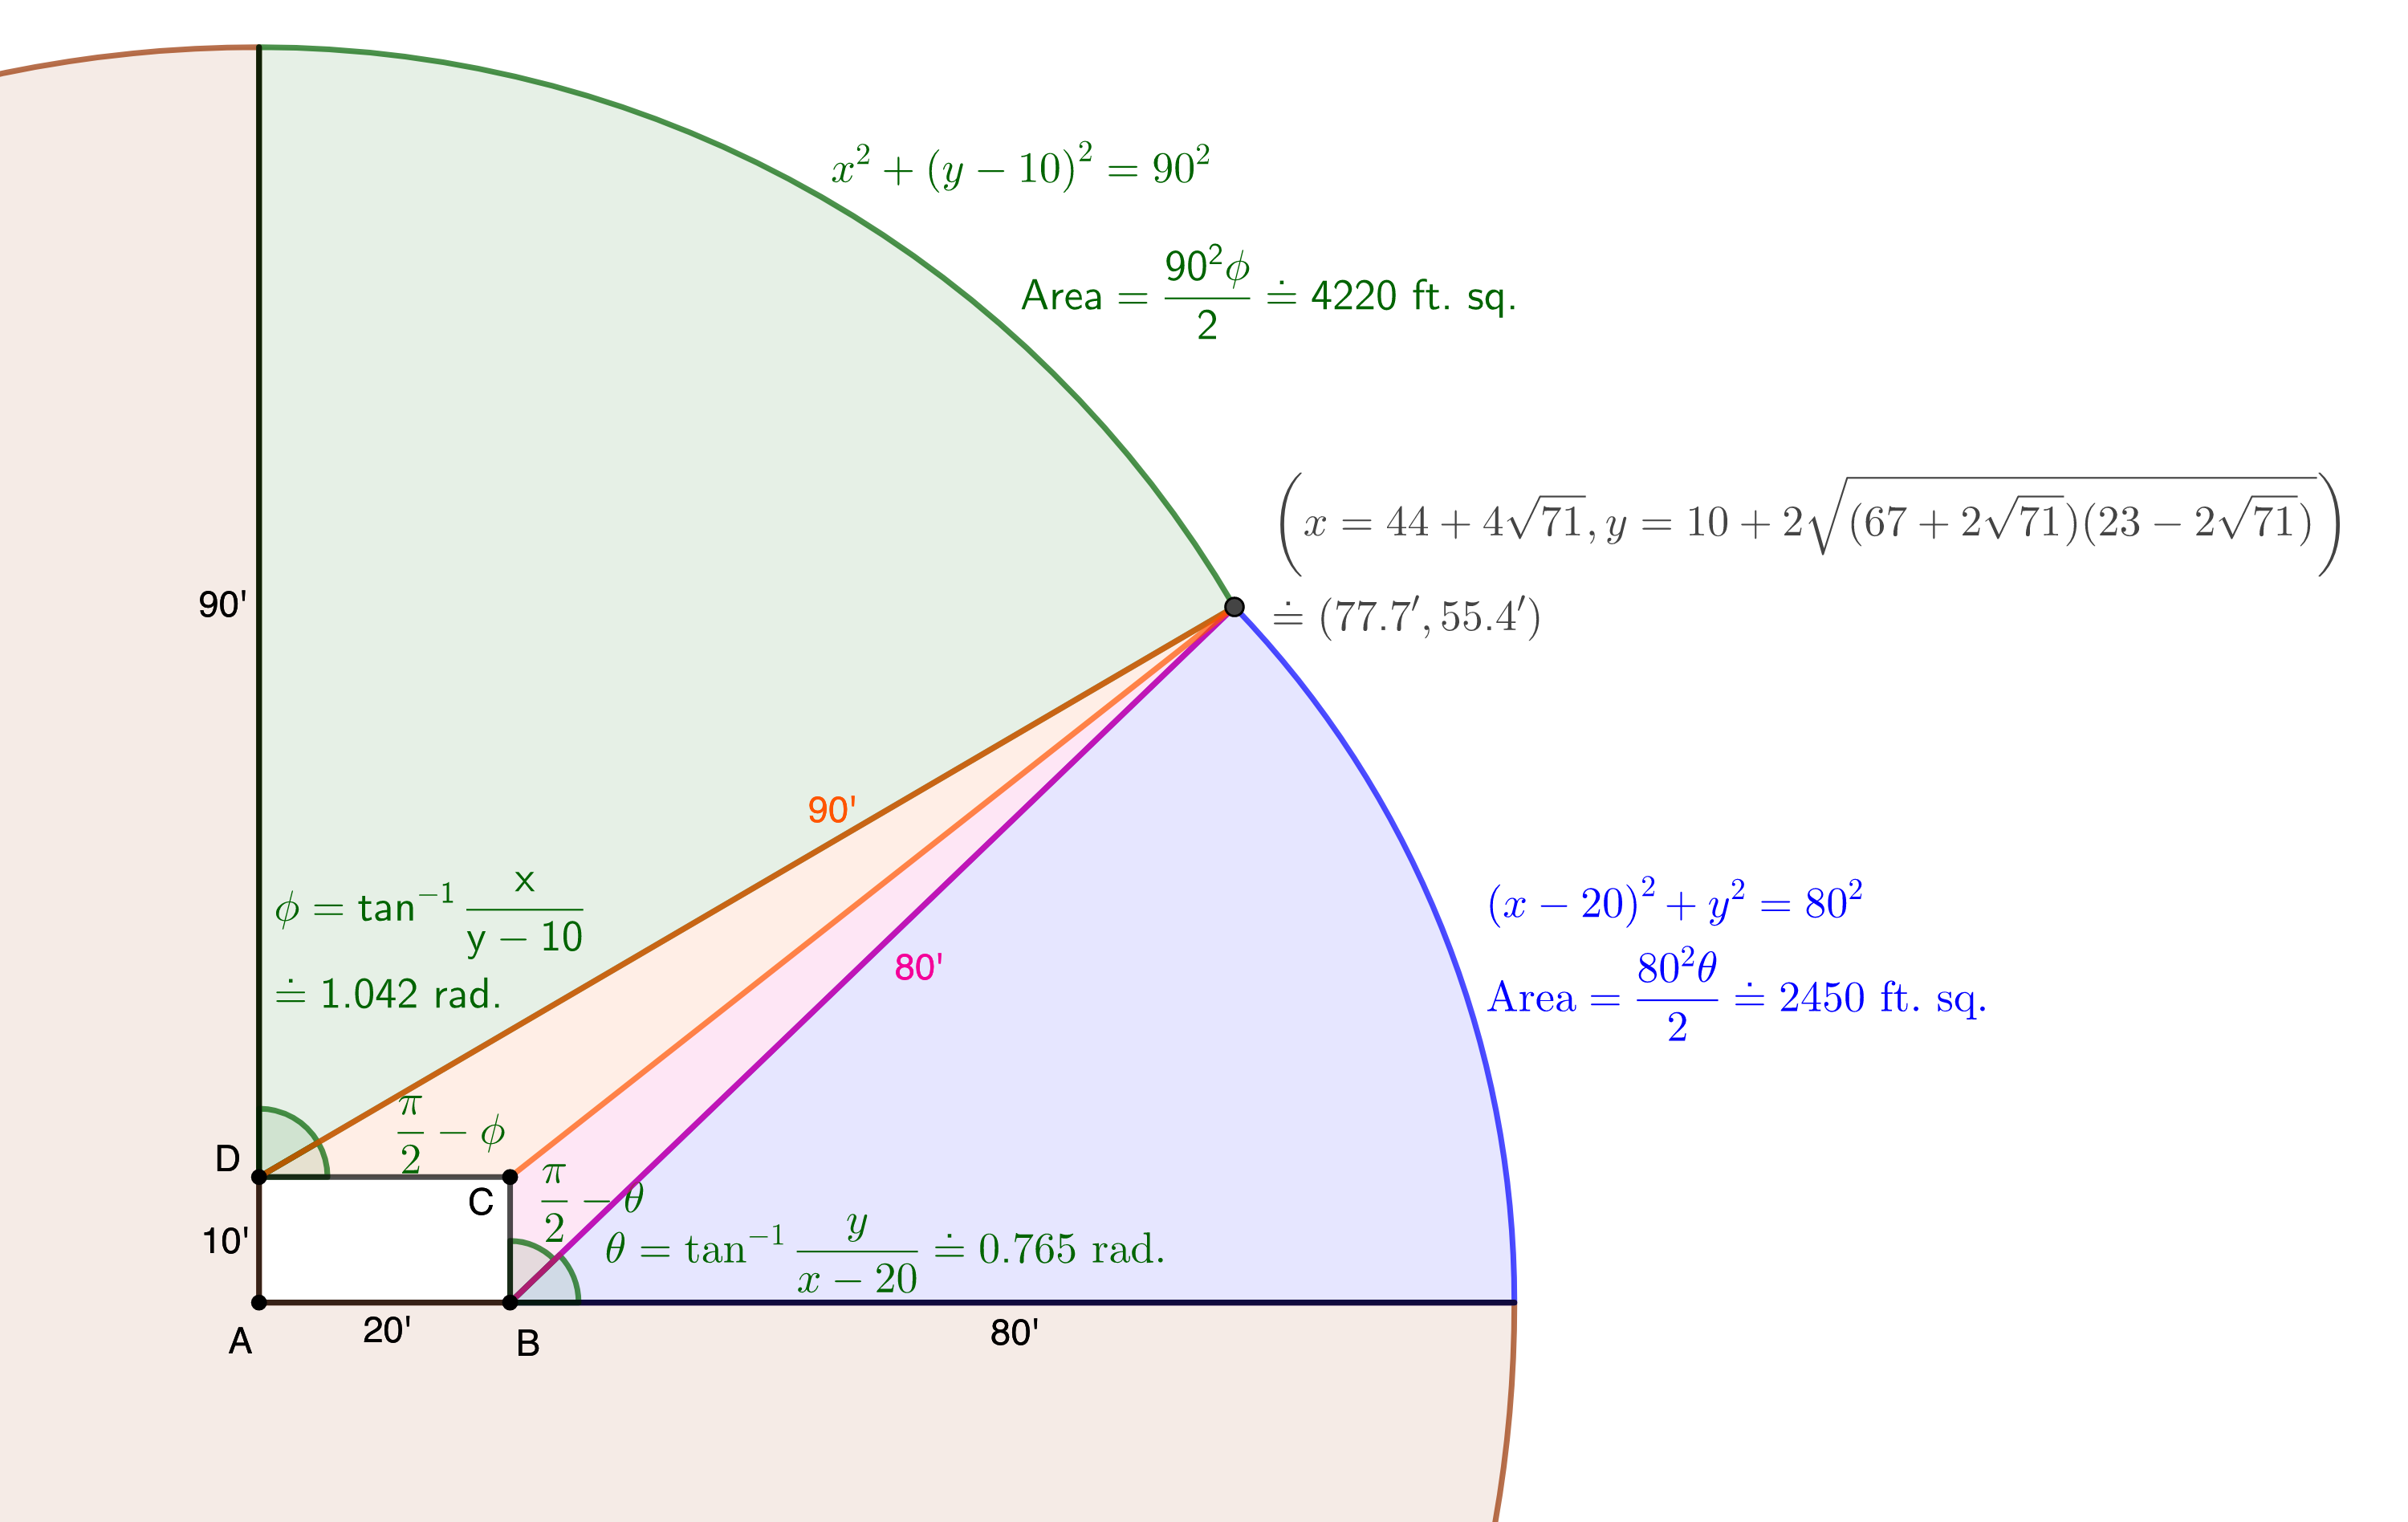 x² + (y − 10)² = 90²
Area = 90²ϕ/2 ≐ 4220 ft. sq.
(x = 44 + 4√71, y = 10 + 2√((67 + 2√71)(23 − 2√71)))
≐ (77.7′, 55.4′)
90'
90'
ϕ = tan⁻¹ x/(y − 10)
≐ 1.042 rad.
80'
(x − 20)² + y² = 80²
Area = 80²θ/2 ≐ 2450 ft. sq.
π/2 − ϕ
D
C
π/2 − θ
10'
θ = tan⁻¹ y/(x − 20) ≐ 0.765 rad.
A
20'
B
80'